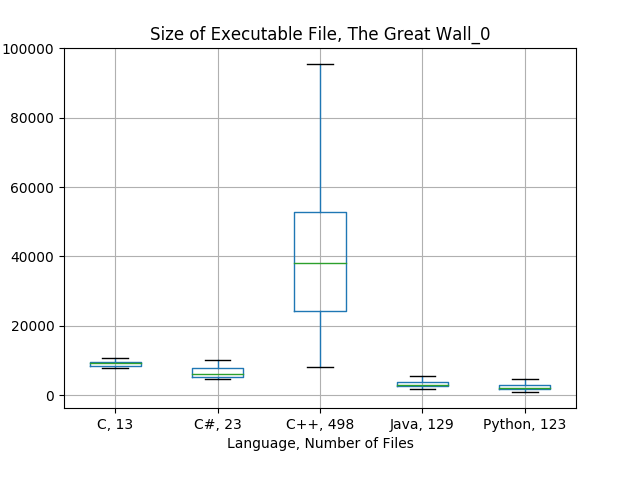 Size of Executable File, The Great Wall_0
100000
80000
60000
40000
20000
0
C, 13 C#, 23 C++, 498 Java, 129 Python, 123
Language, Number of Files